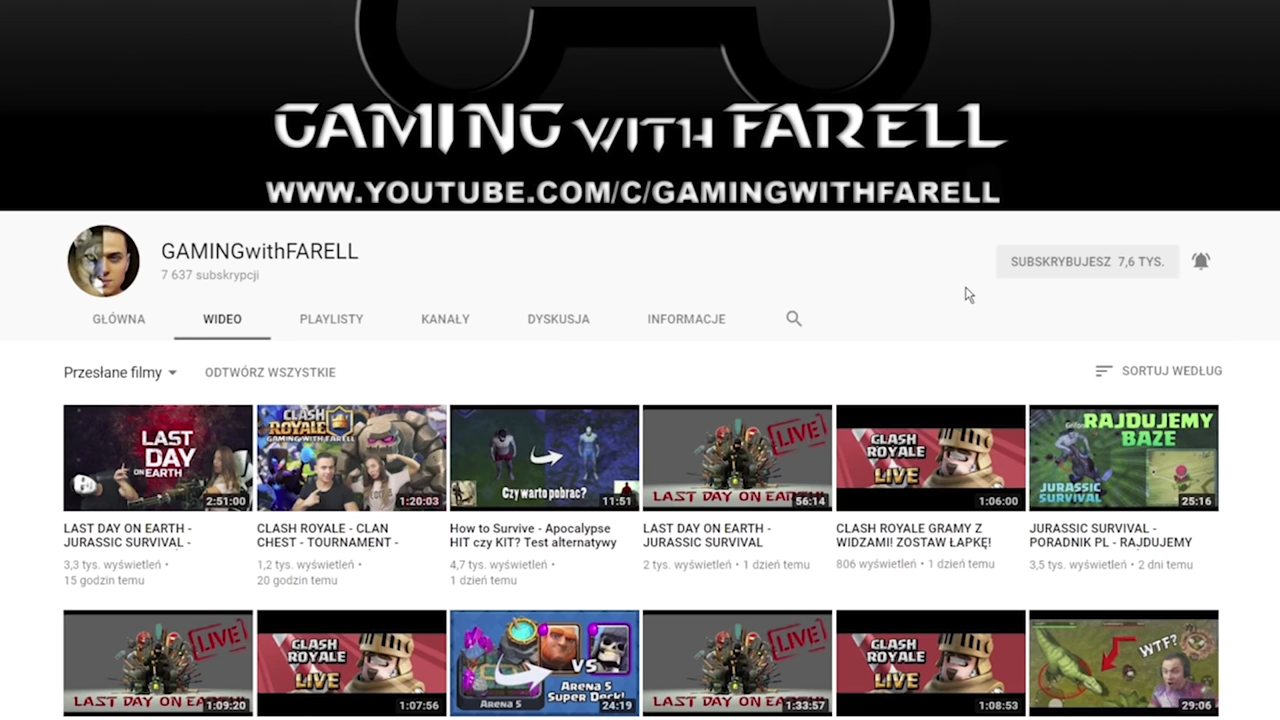 GAMING WITH FARELL
WWW.YOUTUBE.COM/C/GAMINGWITHFARELL
GAMINGwithFARELL
7 637 subskrypcji
SUBSKRYBUJESZ 7,6 TYS.
GŁÓWNA WIDEO PLAYLISTY KANAŁY DYSKUSJA INFORMACJE
Przesłane filmy ODTWÓRZ WSZYSTKIE SORTUJ WEDŁUG
LAST
DAY
ON EARTH
2:51:00
CLASH
ROYALE
GAMING WITH FARELL
1:20:03
Czy warto pobrać?
11:51
LIVE
LAST DAY ON EARTH
56:14
CLASH
ROYALE
LIVE
1:06:00
RAJDUJEMY
BAZE
JURASSIC
SURVIVAL
25:16
LAST DAY ON EARTH -
JURASSIC SURVIVAL -
3,3 tys. wyświetleń •
15 godzin temu
CLASH ROYALE - CLAN
CHEST - TOURNAMENT -
1,2 tys. wyświetleń •
20 godzin temu
How to Survive - Apocalypse
HIT czy KIT? Test alternatywy
4,7 tys. wyświetleń •
1 dzień temu
LAST DAY ON EARTH -
JURASSIC SURVIVAL
2 tys. wyświetleń • 1 dzień temu
CLASH ROYALE GRAMY Z
WIDZAMI! ZOSTAW ŁAPKĘ!
806 wyświetleń • 1 dzień temu
JURASSIC SURVIVAL -
PORADNIK PL - RAJDUJEMY
3,5 tys. wyświetleń • 2 dni temu
LIVE
LAST DAY ON EA
1:09:20
CLASH
ROYALE
LIVE
1:07:56
VS
Arena 5
Arena 5
Super Deck!
24:19
LIVE
LAST DAY ON EA
1:33:57
CLASH
ROYALE
LIVE
1:08:53
WTF?
29:06